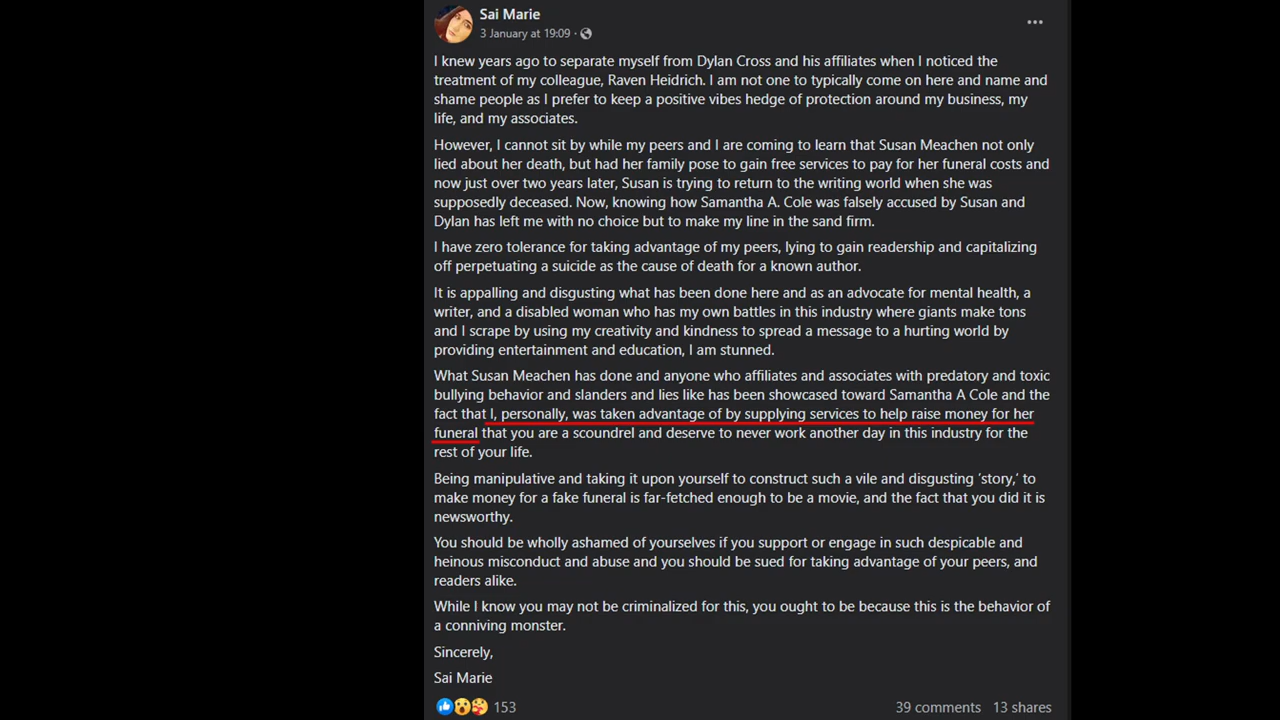 Sai Marie
3 January at 19:09 ·
I knew years ago to separate myself from Dylan Cross and his affiliates when I noticed the
treatment of my colleague, Raven Heidrich. I am not one to typically come on here and name and
shame people as I prefer to keep a positive vibes hedge of protection around my business, my
life, and my associates.
However, I cannot sit by while my peers and I are coming to learn that Susan Meachen not only
lied about her death, but had her family pose to gain free services to pay for her funeral costs and
now just over two years later, Susan is trying to return to the writing world when she was
supposedly deceased. Now, knowing how Samantha A. Cole was falsely accused by Susan and
Dylan has left me with no choice but to make my line in the sand firm.
I have zero tolerance for taking advantage of my peers, lying to gain readership and capitalizing
off perpetuating a suicide as the cause of death for a known author.
It is appalling and disgusting what has been done here and as an advocate for mental health, a
writer, and a disabled woman who has my own battles in this industry where giants make tons
and I scrape by using my creativity and kindness to spread a message to a hurting world by
providing entertainment and education, I am stunned.
What Susan Meachen has done and anyone who affiliates and associates with predatory and toxic
bullying behavior and slanders and lies like has been showcased toward Samantha A Cole and the
fact that I, personally, was taken advantage of by supplying services to help raise money for her
funeral that you are a scoundrel and deserve to never work another day in this industry for the
rest of your life.
Being manipulative and taking it upon yourself to construct such a vile and disgusting 'story,' to
make money for a fake funeral is far-fetched enough to be a movie, and the fact that you did it is
newsworthy.
You should be wholly ashamed of yourselves if you support or engage in such despicable and
heinous misconduct and abuse and you should be sued for taking advantage of your peers, and
readers alike.
While I know you may not be criminalized for this, you ought to be because this is the behavior of
a conniving monster.
Sincerely,
Sai Marie
153
39 comments 13 shares